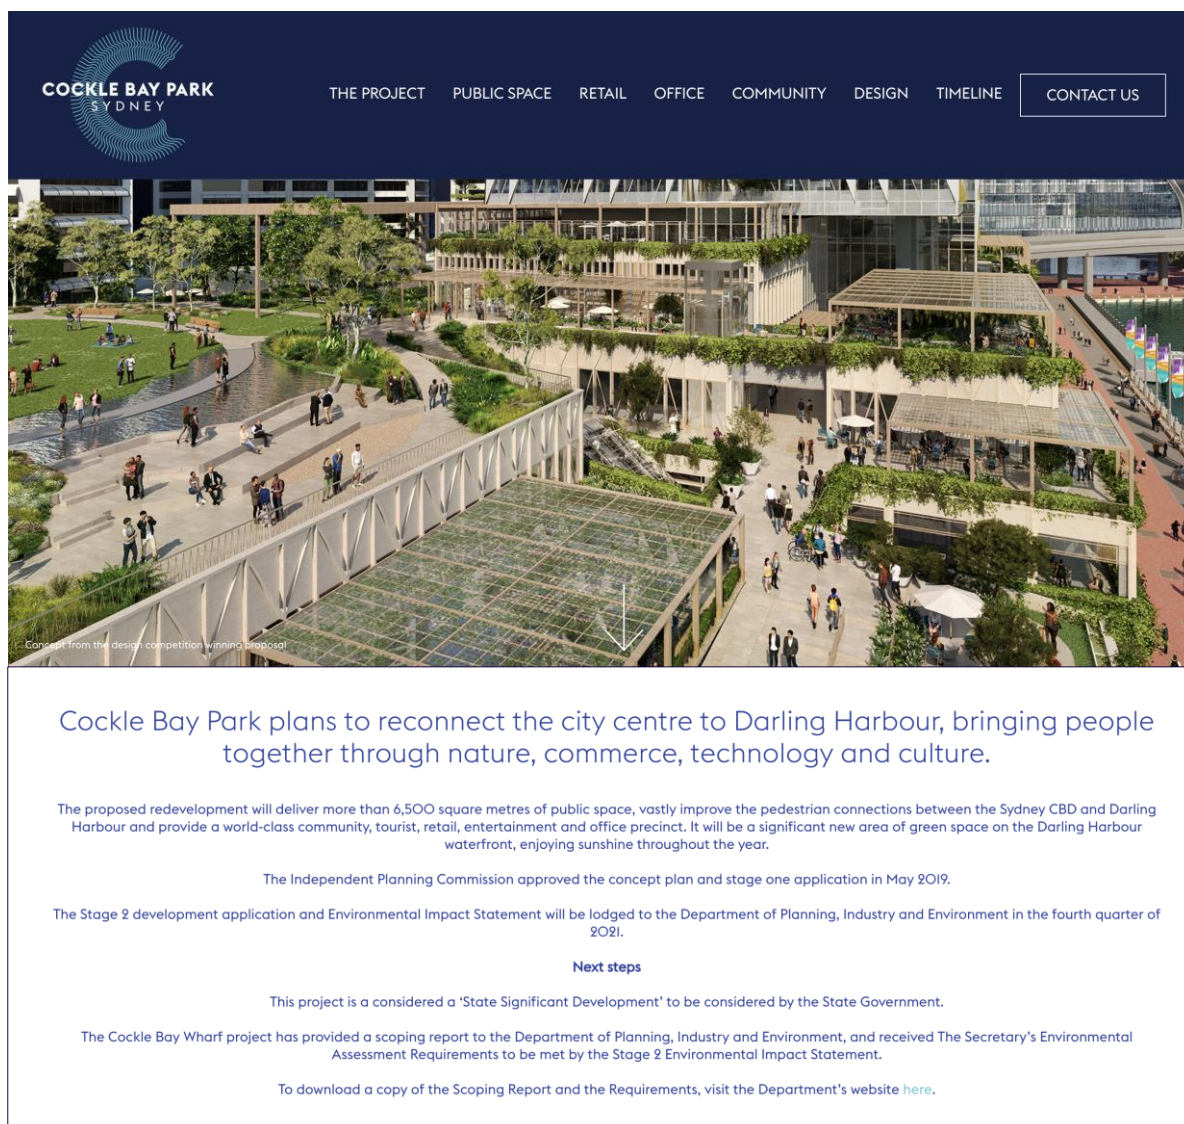 COCKLE BAY PARK
SYDNEY
THE PROJECT PUBLIC SPACE RETAIL OFFICE COMMUNITY DESIGN TIMELINE CONTACT US
Concept from the design competition winning proposal
Cockle Bay Park plans to reconnect the city centre to Darling Harbour, bringing people
together through nature, commerce, technology and culture.
The proposed redevelopment will deliver more than 6,500 square metres of public space, vastly improve the pedestrian connections between the Sydney CBD and Darling
Harbour and provide a world-class community, tourist, retail, entertainment and office precinct. It will be a significant new area of green space on the Darling Harbour
waterfront, enjoying sunshine throughout the year.
The Independent Planning Commission approved the concept plan and stage one application in May 2019.
The Stage 2 development application and Environmental Impact Statement will be lodged to the Department of Planning, Industry and Environment in the fourth quarter of
2021.
Next steps
This project is a considered a ‘State Significant Development’ to be considered by the State Government.
The Cockle Bay Wharf project has provided a scoping report to the Department of Planning, Industry and Environment, and received The Secretary’s Environmental
Assessment Requirements to be met by the Stage 2 Environmental Impact Statement.
To download a copy of the Scoping Report and the Requirements, visit the Department’s website here.